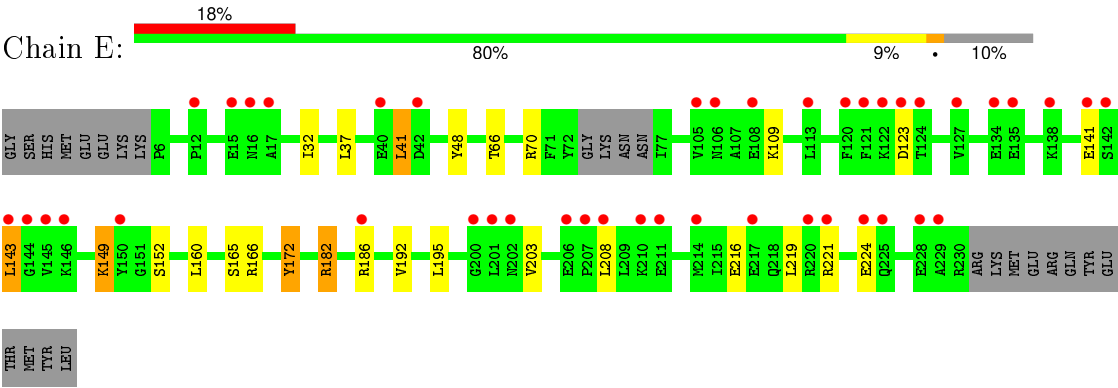 18%
Chain E:
80% 9% • 10%
GLY SER HIS MET GLU GLU LYS LYS P6 P12 E15 N16 A17 I32 L37 E40 L41 D42 Y48 T66 R70 F71 Y72 GLY LYS ASN ASN I77 V105 N106 A107 E108 K109 L113 F120 F121 K122 D123 T124 V127 E134 E135 K138 E141 S142
L143 G144 V145 K146 K149 Y150 G151 S152 L160 S165 R166 Y172 R182 R186 V192 L195 G200 L201 N202 V203 E206 P207 L208 L209 K210 E211 M214 I215 E216 E217 Q218 L219 R220 R221 E224 Q225 E228 A229 R230 ARG LYS MET GLU ARG GLN TYR GLU
THR MET TYR LEU